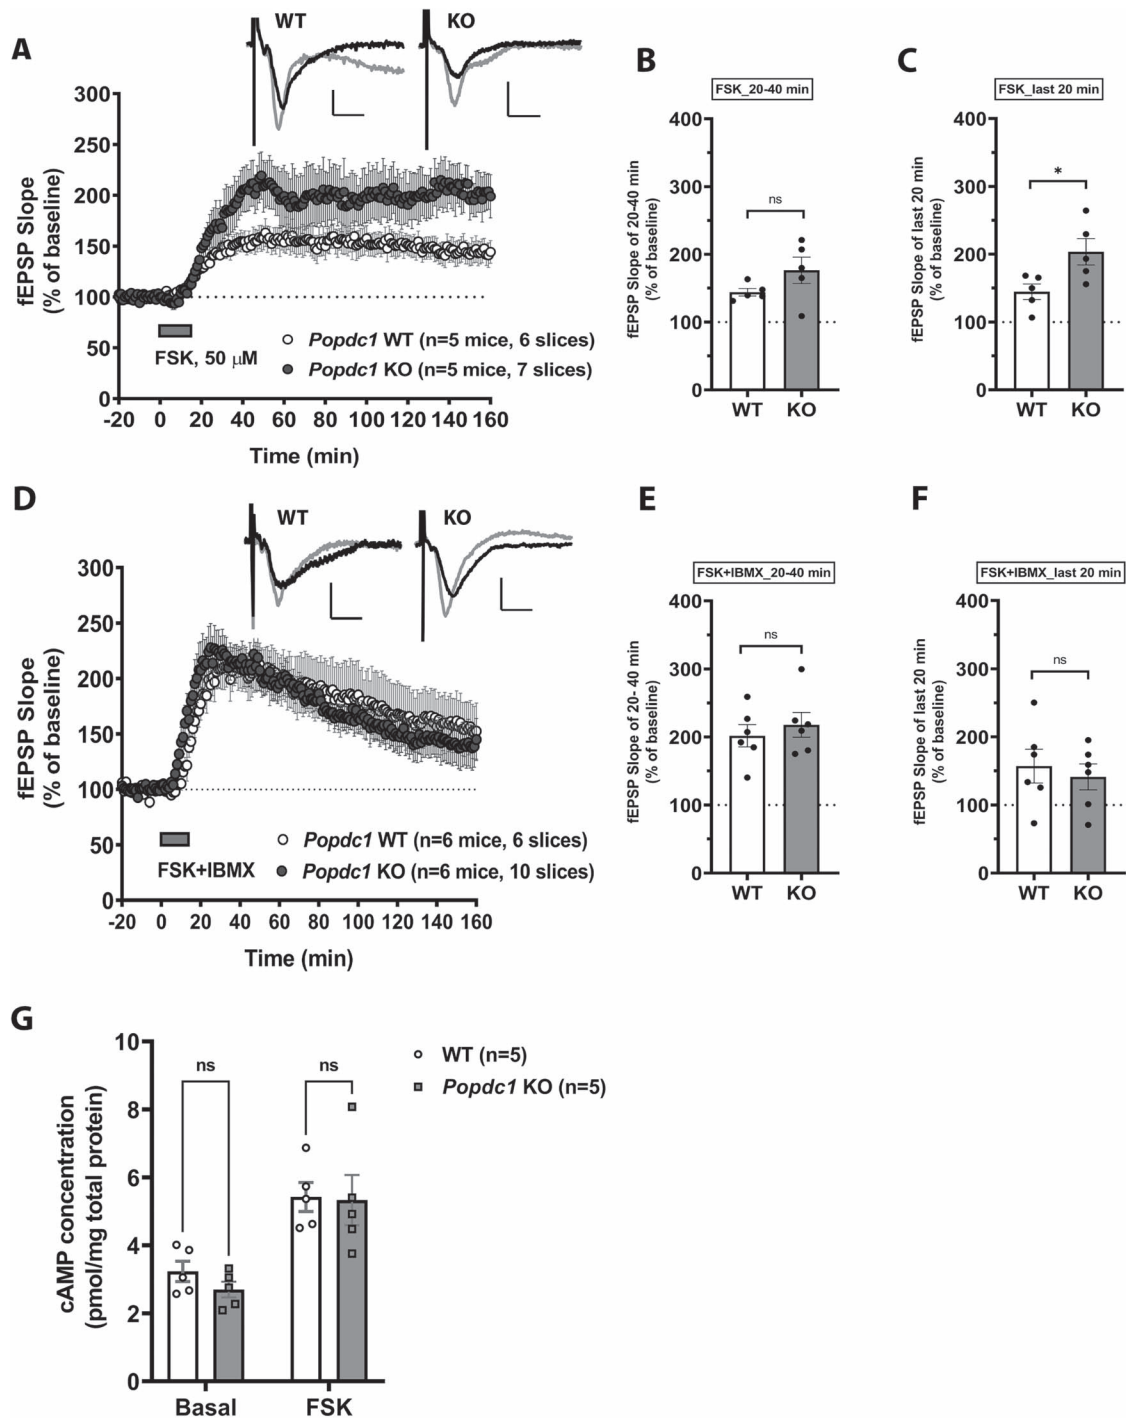 A
WT
KO
300
250
200
150
100
50
0
fEPSP Slope
(% of baseline)
FSK, 50 μM
Popdc1 WT (n=5 mice, 6 slices)
Popdc1 KO (n=5 mice, 7 slices)
-20 0 20 40 60 80 100 120 140 160
Time (min)
B
FSK_20-40 min
400
300
200
100
0
fEPSP Slope of 20-40 min
(% of baseline)
ns
WT KO
C
FSK_last 20 min
400
300
200
100
0
fEPSP Slope of last 20 min
(% of baseline)
*
WT KO
D
WT
KO
300
250
200
150
100
50
0
fEPSP Slope
(% of baseline)
FSK+IBMX
Popdc1 WT (n=6 mice, 6 slices)
Popdc1 KO (n=6 mice, 10 slices)
-20 0 20 40 60 80 100 120 140 160
Time (min)
E
FSK+IBMX_20-40 min
400
300
200
100
0
fEPSP Slope of 20- 40 min
(% of baseline)
ns
WT KO
F
FSK+IBMX_last 20 min
400
300
200
100
0
fEPSP Slope of last 20 min
(% of baseline)
ns
WT KO
G
10
8
6
4
2
0
cAMP concentration
(pmol/mg total protein)
ns
ns
WT (n=5)
Popdc1 KO (n=5)
Basal FSK